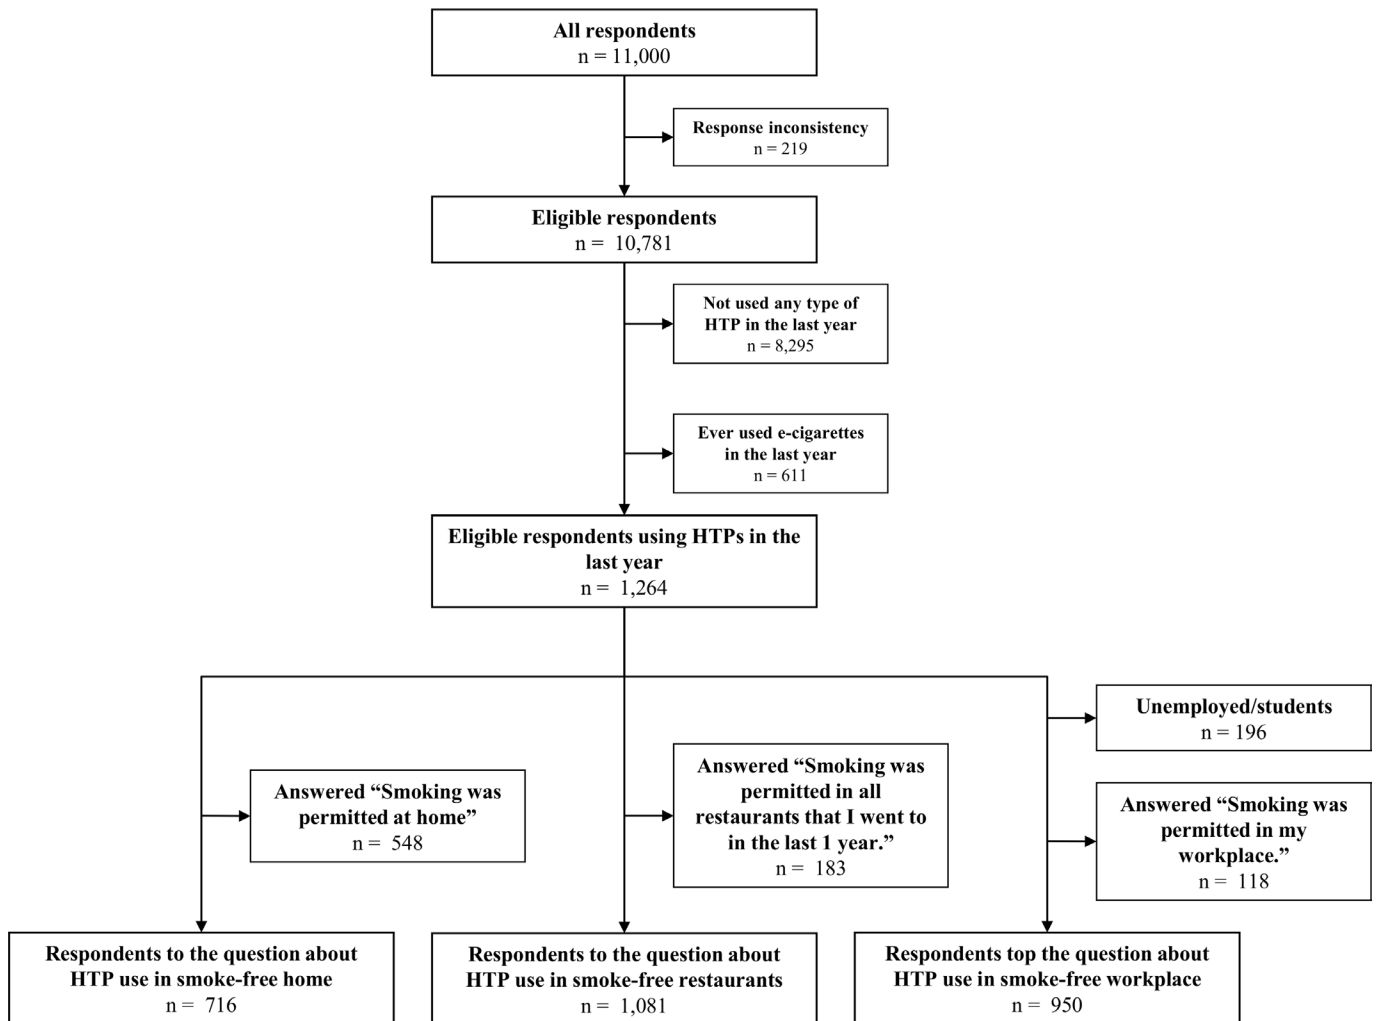 All respondents
n = 11,000
Response inconsistency
n = 219
Eligible respondents
n =  10,781
Not used any type of
HTP in the last year
n = 8,295
Ever used e-cigarettes
in the last year
n = 611
Eligible respondents using HTPs in the
last year
n =  1,264
Unemployed/students
n = 196
Answered “Smoking was
permitted at home”
n =  548
Answered “Smoking was
permitted in all
restaurants that I went to
in the last 1 year.”
n =  183
Answered “Smoking was
permitted in my
workplace.”
n =  118
Respondents to the question about
HTP use in smoke-free home
n =  716
Respondents to the question about
HTP use in smoke-free restaurants
n =  1,081
Respondents top the question about
HTP use in smoke-free workplace
n =  950